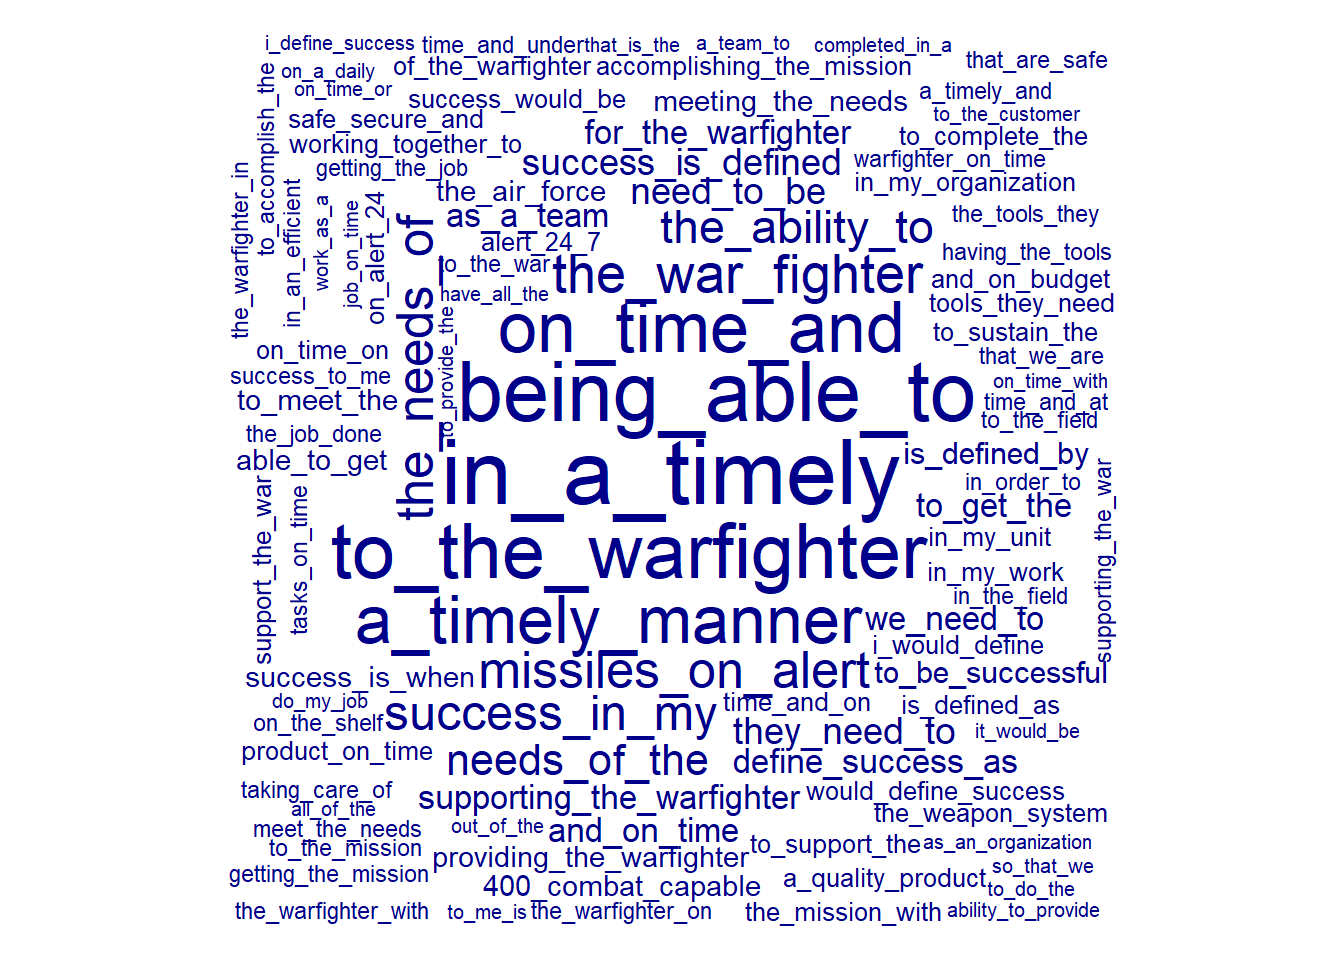 i_define_success
time_and_under
that_is_the
a_team_to
completed_in_a
on_a_daily
of_the_warfighter
accomplishing_the_mission
that_are_safe
on_time_or
success_would_be
meeting_the_needs
a_timely_and
to_the_customer
safe_secure_and
for_the_warfighter
to_complete_the
working_together_to
success_is_defined
warfighter_on_time
getting_the_job
the_air_force
need_to_be
in_my_organization
to_accomplish_the
the_warfighter_in
in_an_efficient
work_as_a
job_on_time
on_alert_24
as_a_team
the_ability_to
the_tools_they
alert_24_7
to_the_war
the_war_fighter
having_the_tools
have_all_the
and_on_budget
the_needs_of
to_provide_the
on_time_and
tools_they_need
to_sustain_the
on_time_on
that_we_are
success_to_me
being_able_to
on_time_with
to_meet_the
time_and_at
to_the_field
the_job_done
able_to_get
in_a_timely
is_defined_by
in_order_to
support_the_war
tasks_on_time
to_get_the
supporting_the_war
to_the_warfighter
in_my_unit
in_my_work
in_the_field
a_timely_manner
we_need_to
i_would_define
success_is_when
missiles_on_alert
to_be_successful
do_my_job
time_and_on
is_defined_as
on_the_shelf
success_in_my
they_need_to
it_would_be
product_on_time
needs_of_the
define_success_as
taking_care_of
supporting_the_warfighter
would_define_success
all_of_the
the_weapon_system
meet_the_needs
out_of_the
and_on_time
to_support_the
as_an_organization
to_the_mission
providing_the_warfighter
so_that_we
getting_the_mission
400_combat_capable
a_quality_product
to_do_the
the_warfighter_with
to_me_is
the_warfighter_on
the_mission_with
ability_to_provide